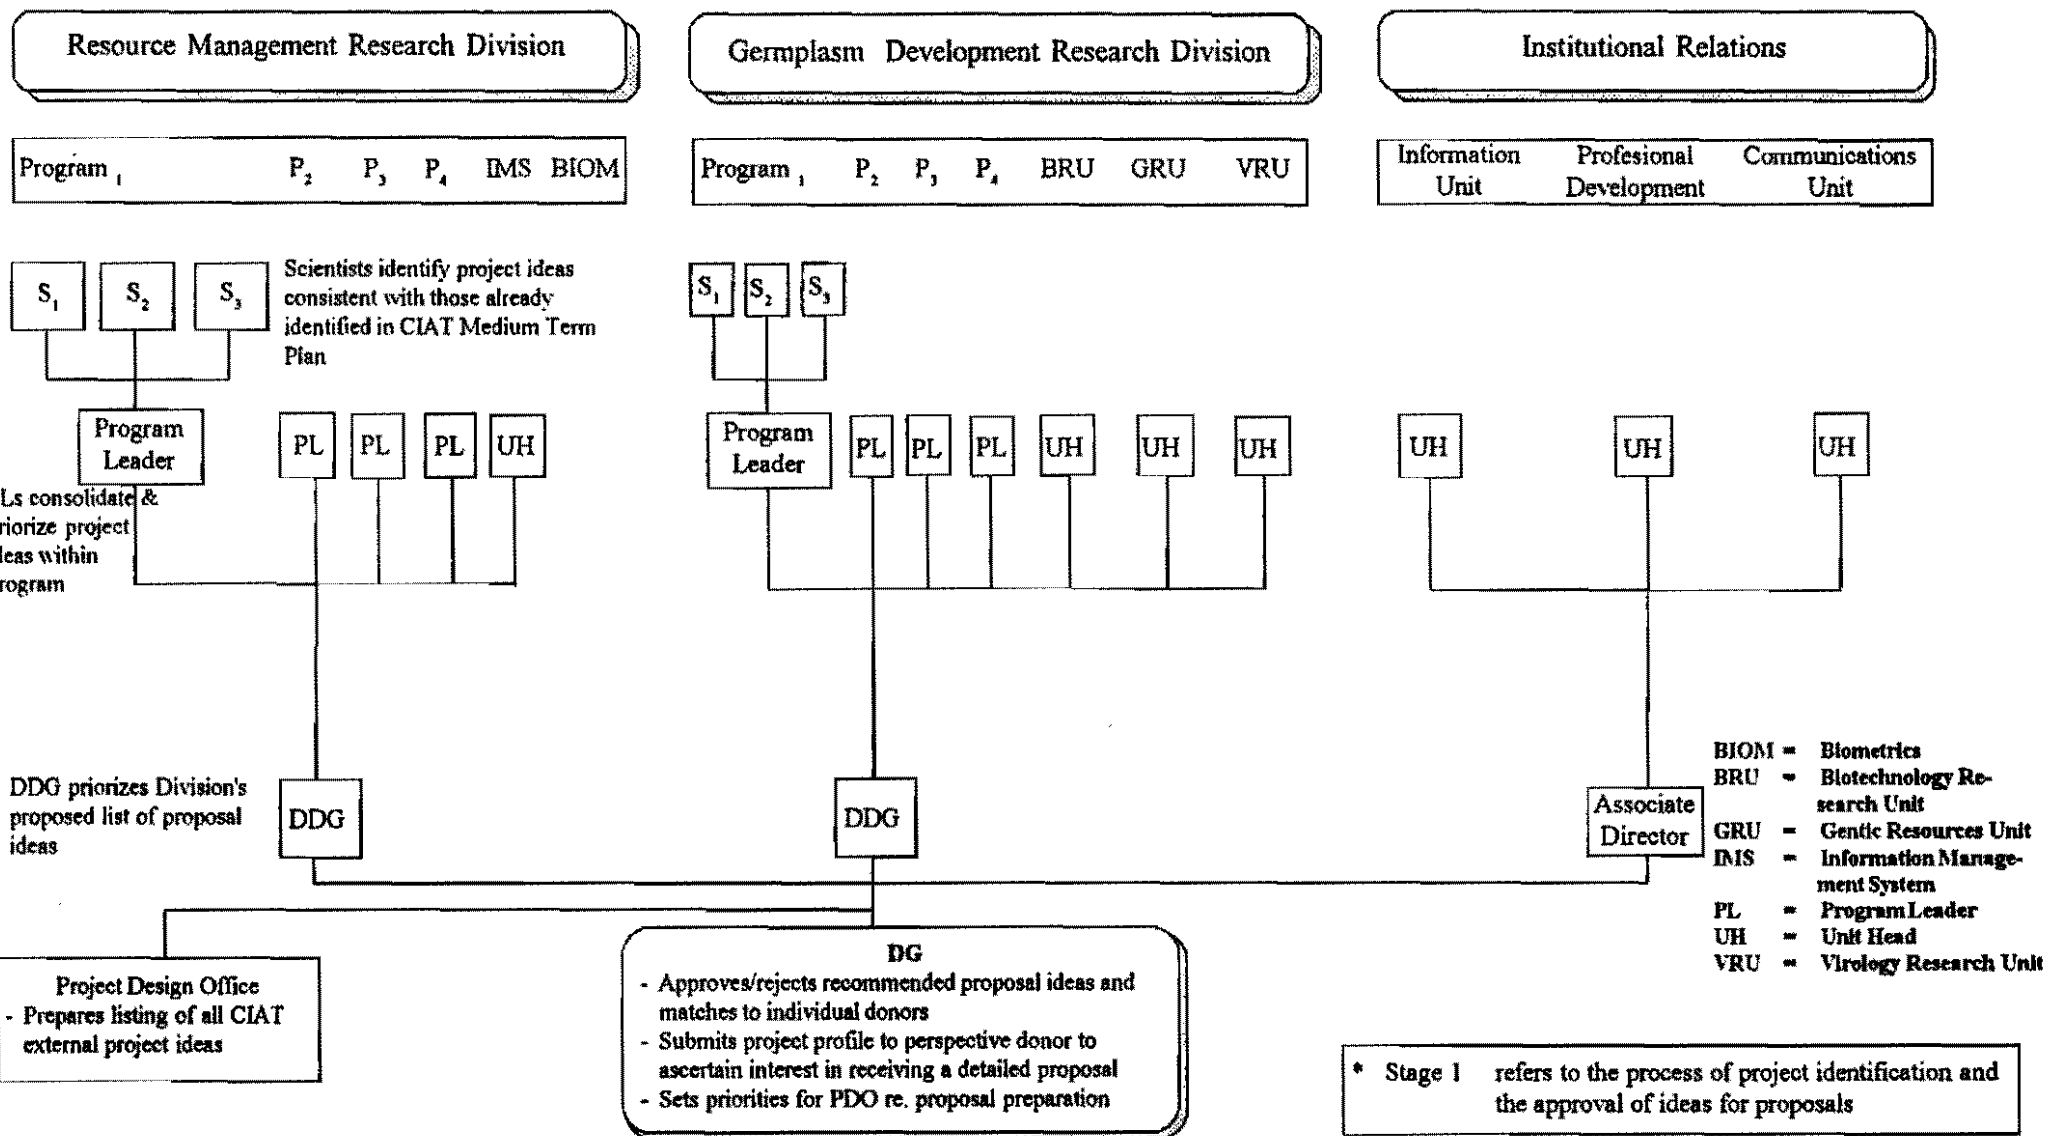 Resource Management Research Division
Germplasm Development Research Division
Institutional Relations
Program 1 P2 P3 P4 IMS BIOM
Program 1 P2 P3 P4 BRU GRU VRU
Information Unit
Profesional Development
Communications Unit
S1 S2 S3
Scientists identify project ideas
consistent with those already
identified in CIAT Medium Term
Plan
S1 S2 S3
Program
Leader
PL PL PL UH
Program
Leader
PL PL PL UH UH UH
UH UH UH
Ls consolidate &
riorize project
leas within
rogram
DDG priorizes Division's
proposed list of proposal
ideas
DDG
DDG
Associate
Director
BIOM = Biometrics
BRU = Biotechnology Re-
search Unit
GRU = Gentic Resources Unit
IMS = Information Manage-
ment System
PL = Program Leader
UH = Unit Head
VRU = Virology Research Unit
Project Design Office
- Prepares listing of all CIAT
external project ideas
DG
- Approves/rejects recommended proposal ideas and
matches to individual donors
- Submits project profile to perspective donor to
ascertain interest in receiving a detailed proposal
- Sets priorities for PDO re. proposal preparation
* Stage 1 refers to the process of project identification and
the approval of ideas for proposals